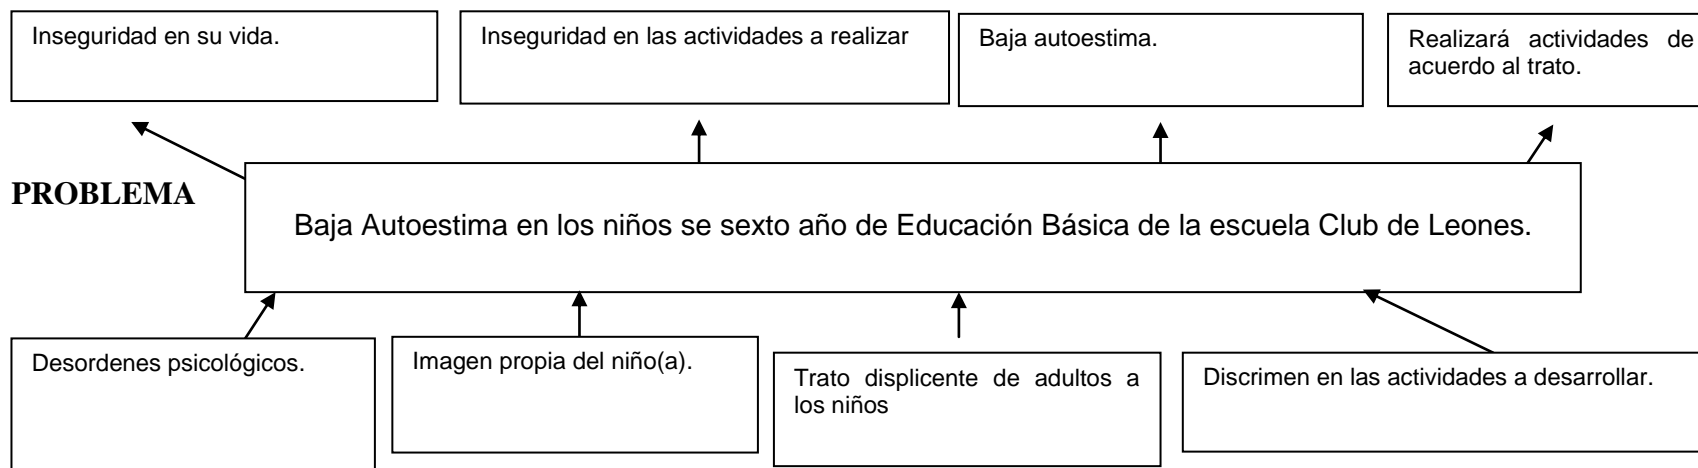 Inseguridad en su vida.
Inseguridad en las actividades a realizar
Baja autoestima.
Realizará actividades de
acuerdo al trato.
PROBLEMA
Baja Autoestima en los niños se sexto año de Educación Básica de la escuela Club de Leones.
Desordenes psicológicos.
Imagen propia del niño(a).
Trato displicente de adultos a
los niños
Discrimen en las actividades a desarrollar.